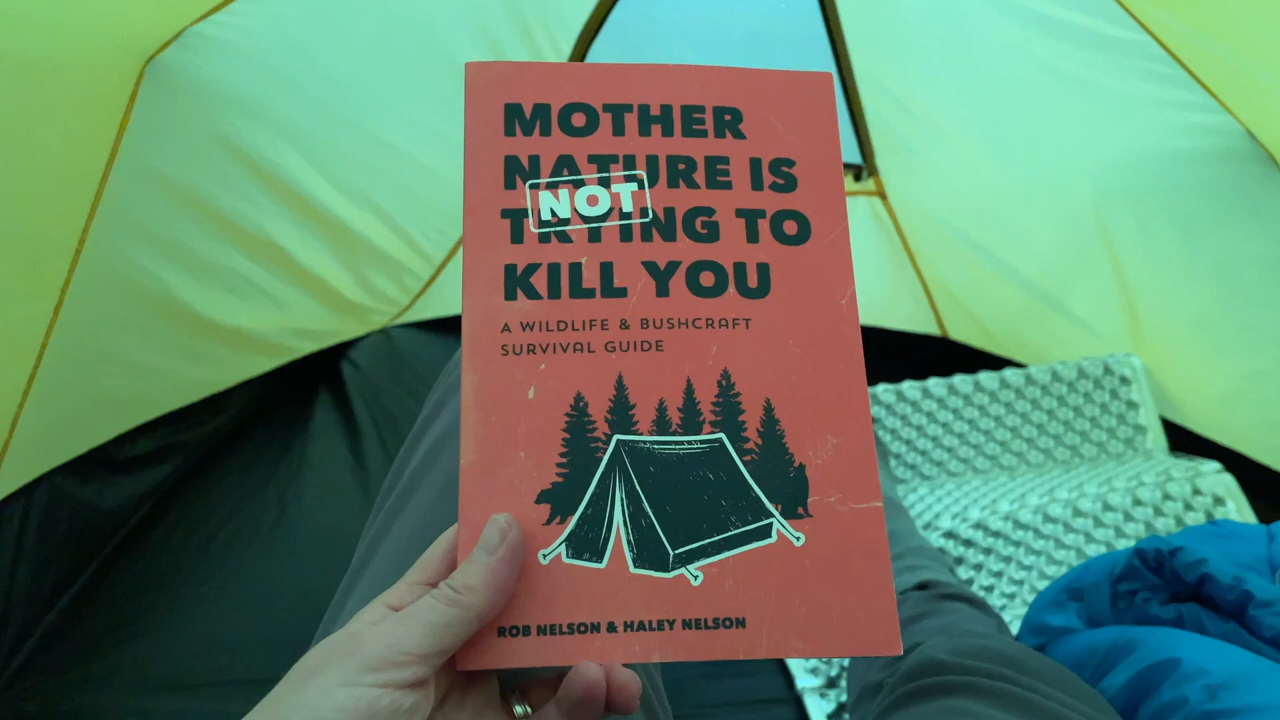 MOTHER
NATURE IS
NOT
TRYING TO
KILL YOU
A WILDLIFE & BUSHCRAFT
SURVIVAL GUIDE
ROB NELSON & HALEY NELSON